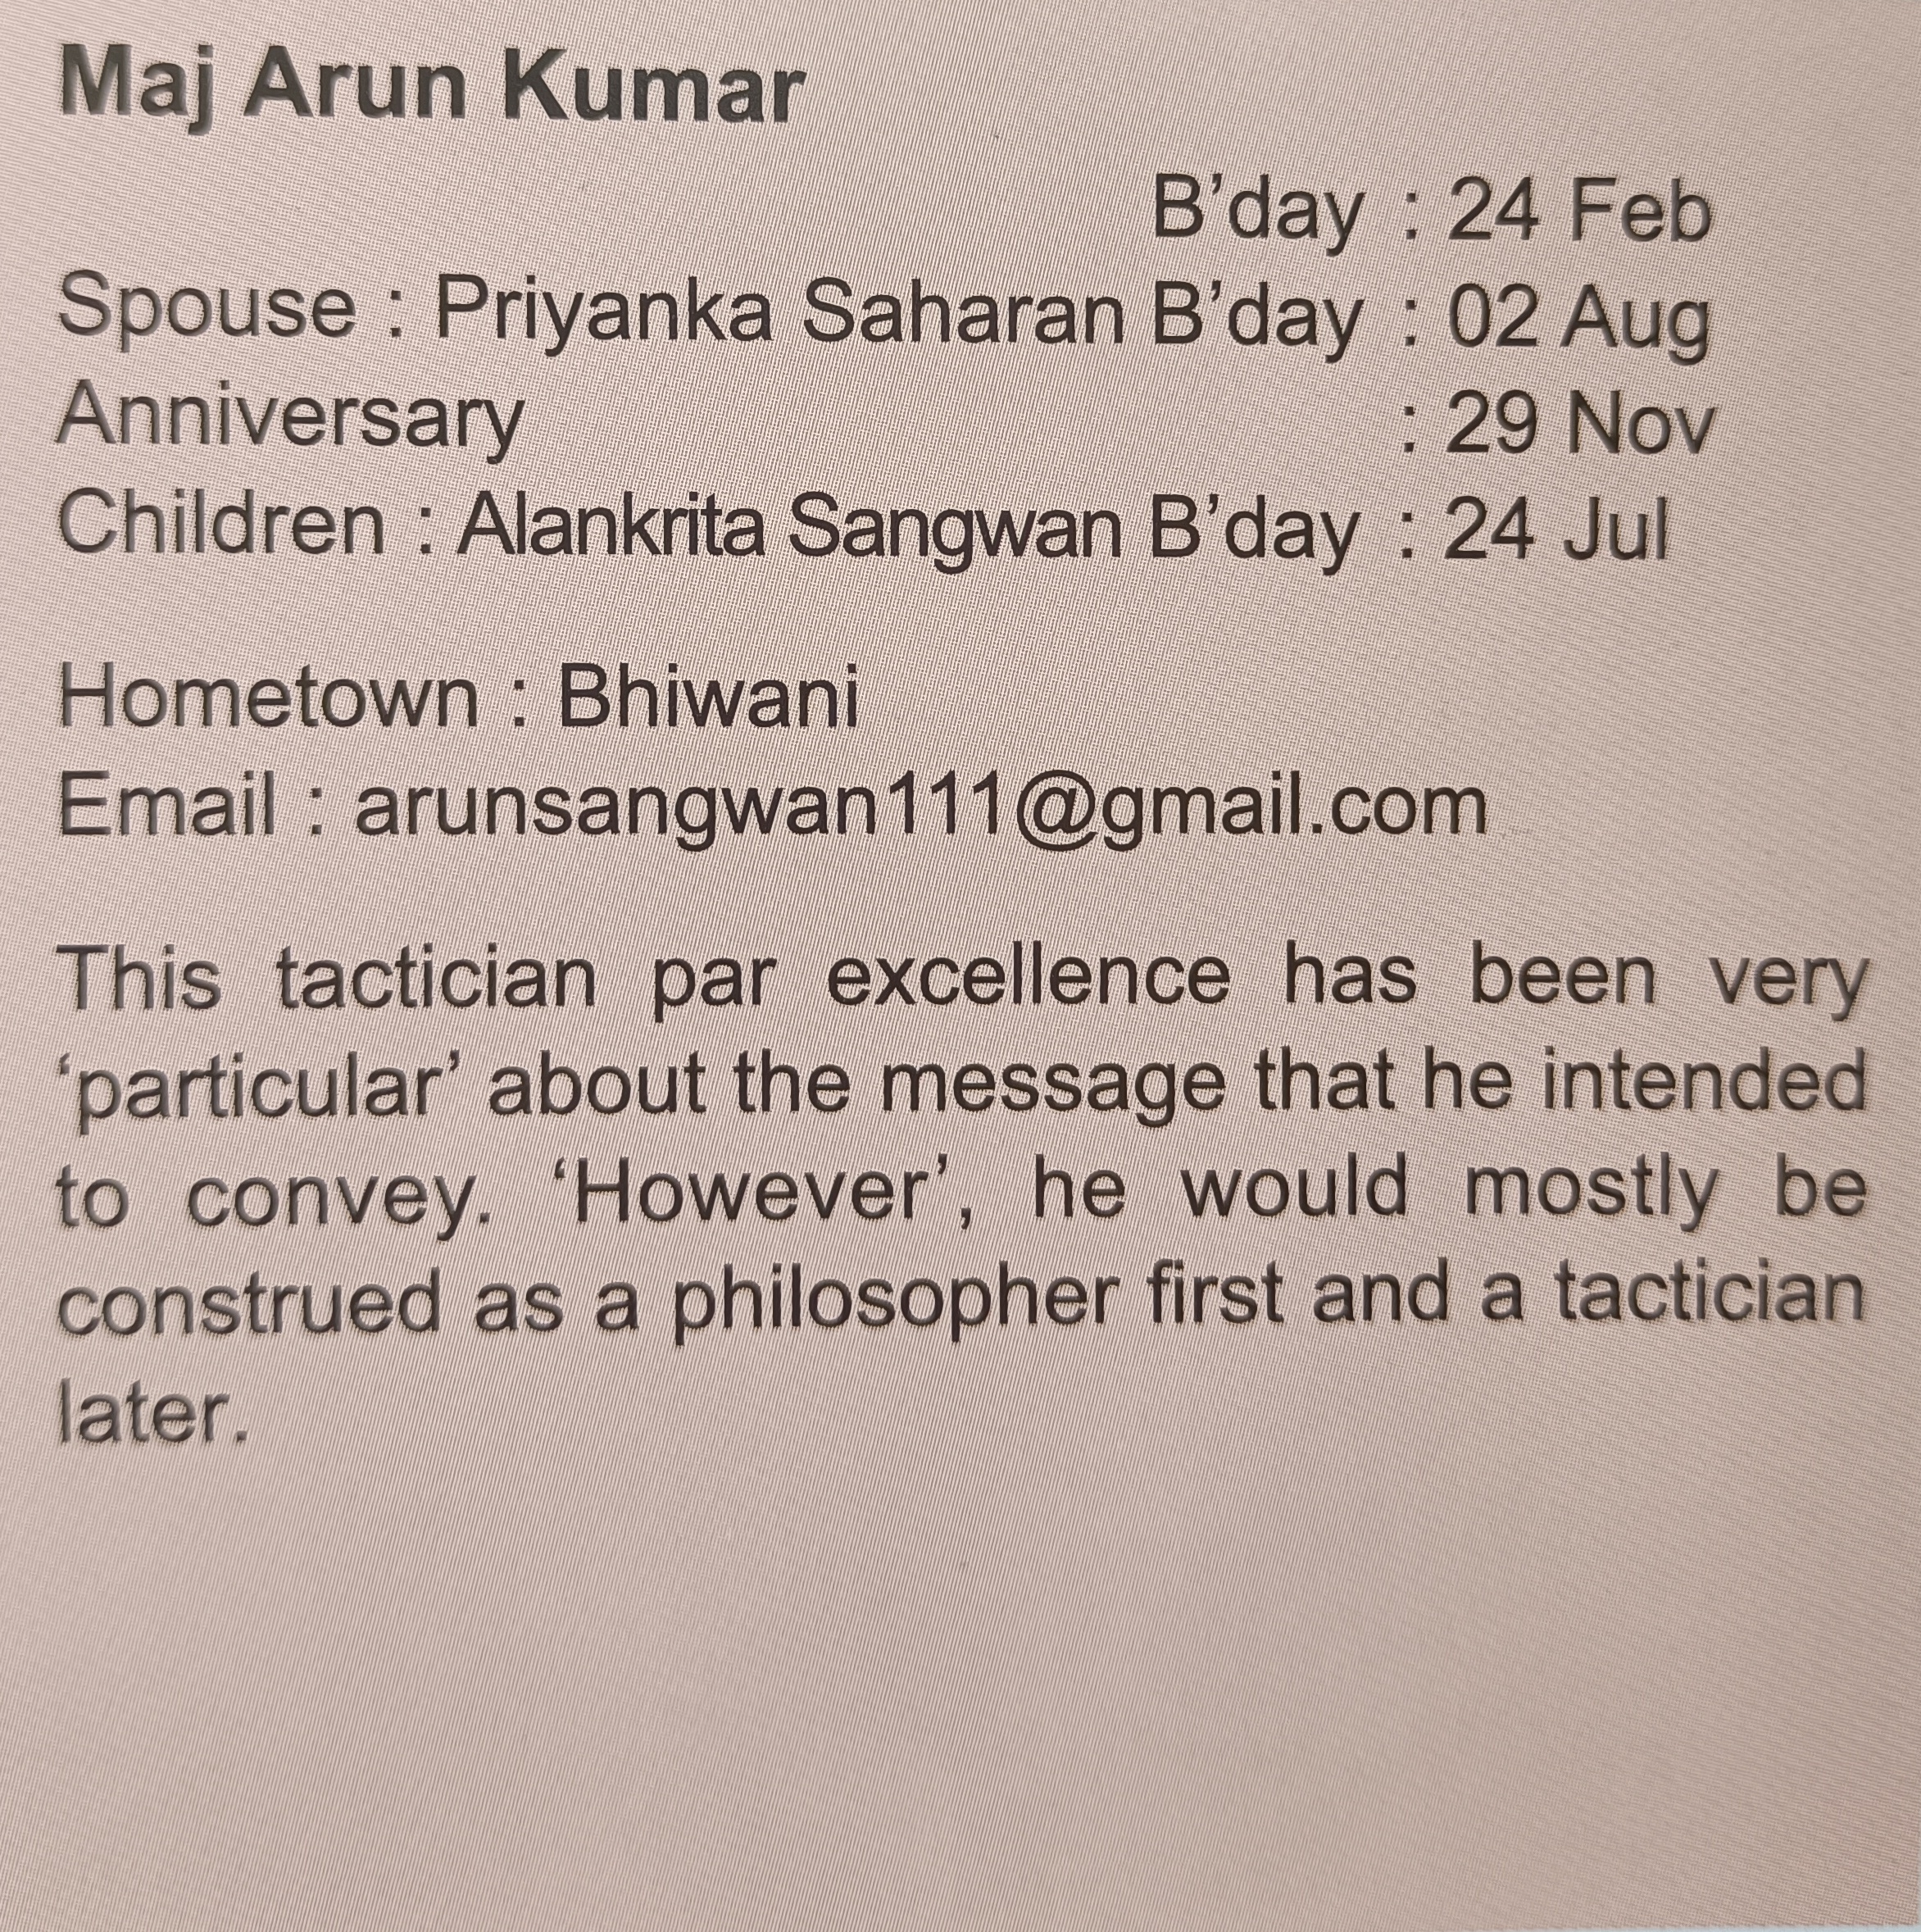 Maj Arun Kumar
B’day : 24 Feb
Spouse : Priyanka Saharan B’day : 02 Aug
Anniversary : 29 Nov
Children : Alankrita Sangwan B’day : 24 Jul
Hometown : Bhiwani
Email : arunsangwan111@gmail.com
This tactician par excellence has been very
‘particular’ about the message that he intended
to convey. ‘However’, he would mostly be
construed as a philosopher first and a tactician
later.